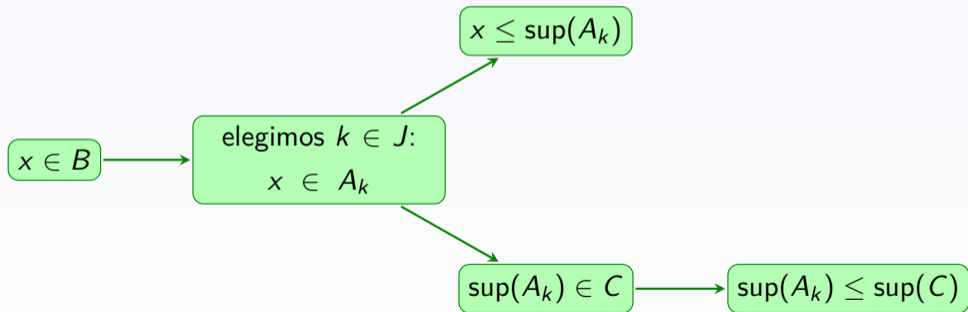 x ≤ sup(A_k)
x ∈ B
elegimos k ∈ J:
x ∈ A_k
sup(A_k) ∈ C
sup(A_k) ≤ sup(C)